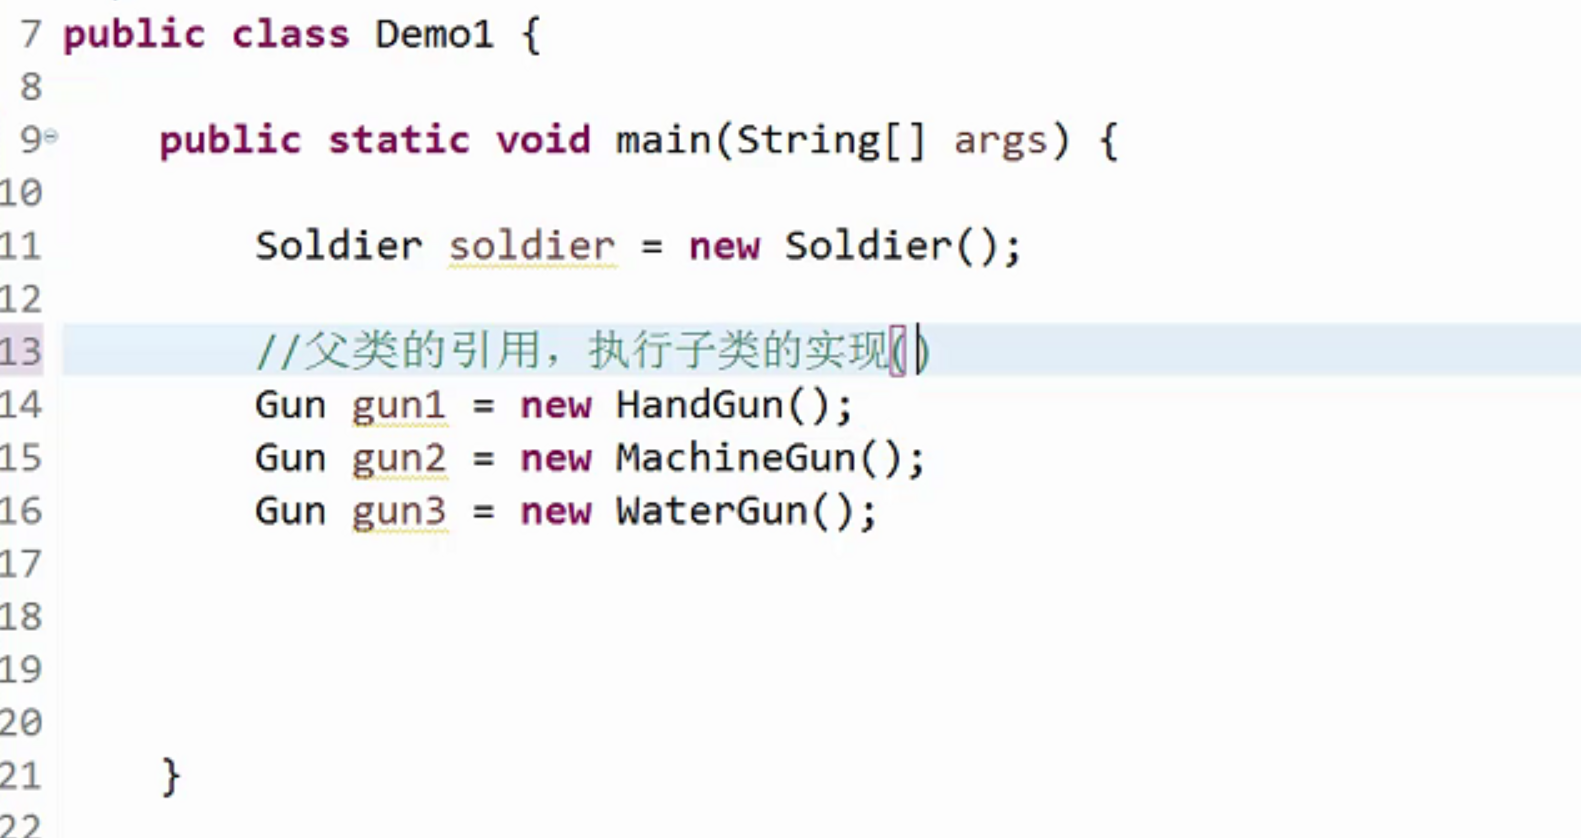 7 public class Demo1 {
8
9 public static void main(String[] args) {
10
11 Soldier soldier = new Soldier();
12
13 //父类的引用，执行子类的实现()
14 Gun gun1 = new HandGun();
15 Gun gun2 = new MachineGun();
16 Gun gun3 = new WaterGun();
17
18
19
20
21 }
22